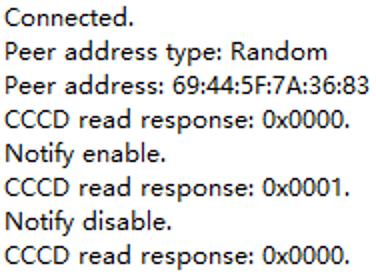 Connected.
Peer address type: Random
Peer address: 69:44:5F:7A:36:83
CCCD read response: 0x0000.
Notify enable.
CCCD read response: 0x0001.
Notify disable.
CCCD read response: 0x0000.